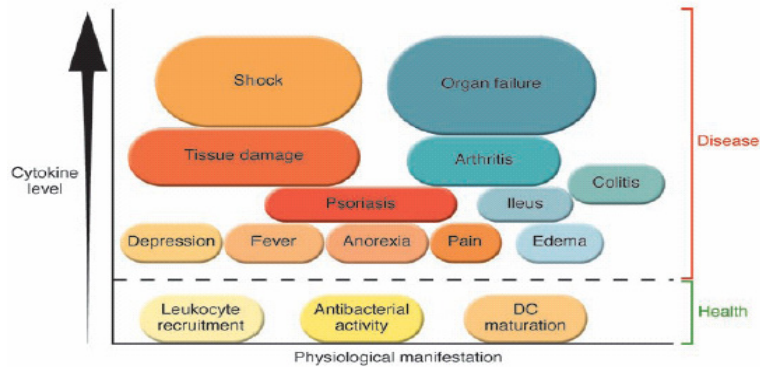 Shock
Organ failure
Tissue damage
Arthritis
Disease
Cytokine
level
Colitis
Psoriasis
Ileus
Depression
Fever
Anorexia
Pain
Edema
Leukocyte
recruitment
Antibacterial
activity
DC
maturation
Health
Physiological manifestation